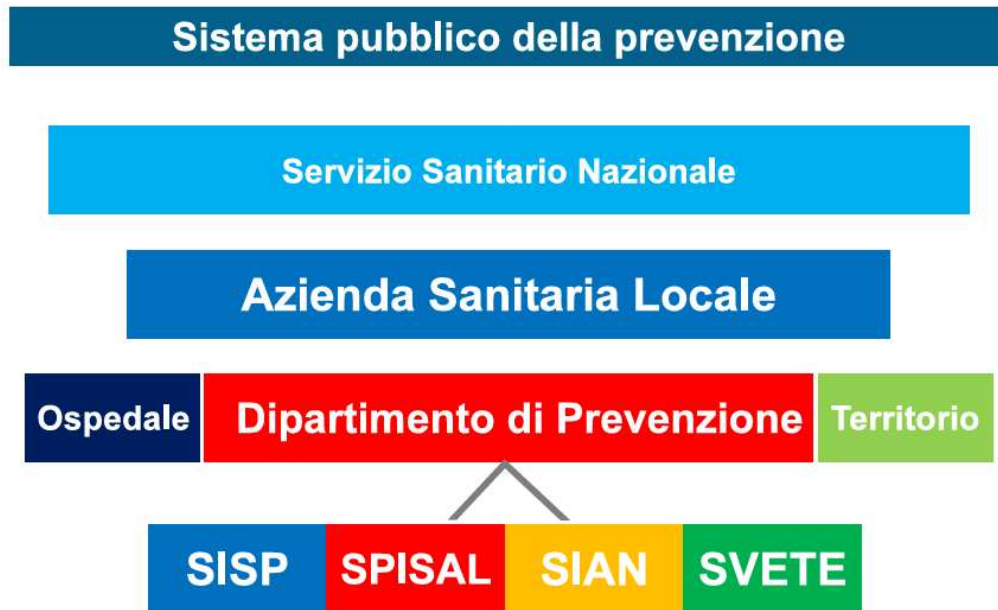 Sistema pubblico della prevenzione
Servizio Sanitario Nazionale
Azienda Sanitaria Locale
Ospedale Dipartimento di Prevenzione Territorio
SISP SPISAL SIAN SVETE